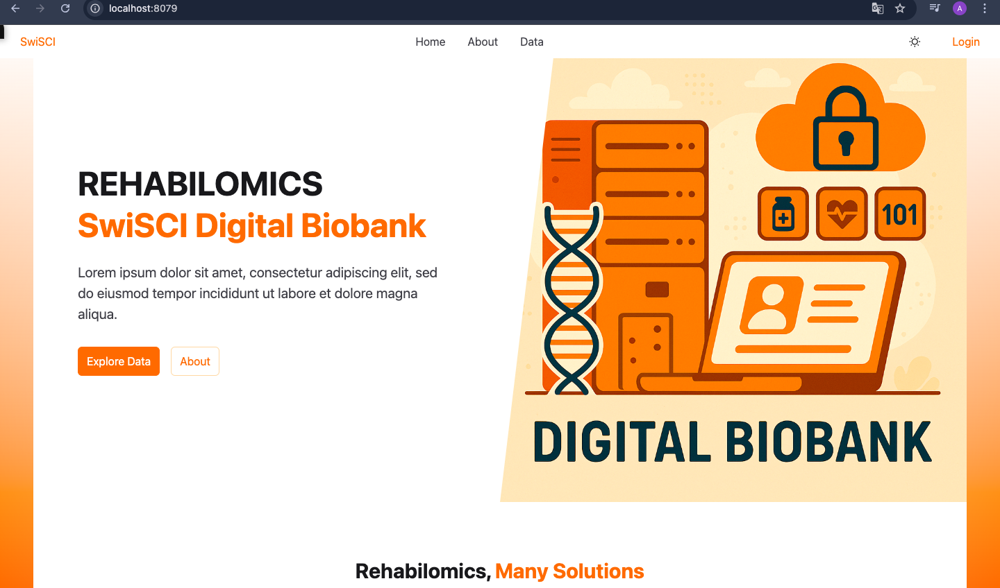 localhost:8079
A
SwiSCI
Home
About
Data
Login
REHABILOMICS
SwiSCI Digital Biobank
Lorem ipsum dolor sit amet, consectetur adipiscing elit, sed
do eiusmod tempor incididunt ut labore et dolore magna
aliqua.
Explore Data
About
101
DIGITAL BIOBANK
Rehabilomics, Many Solutions